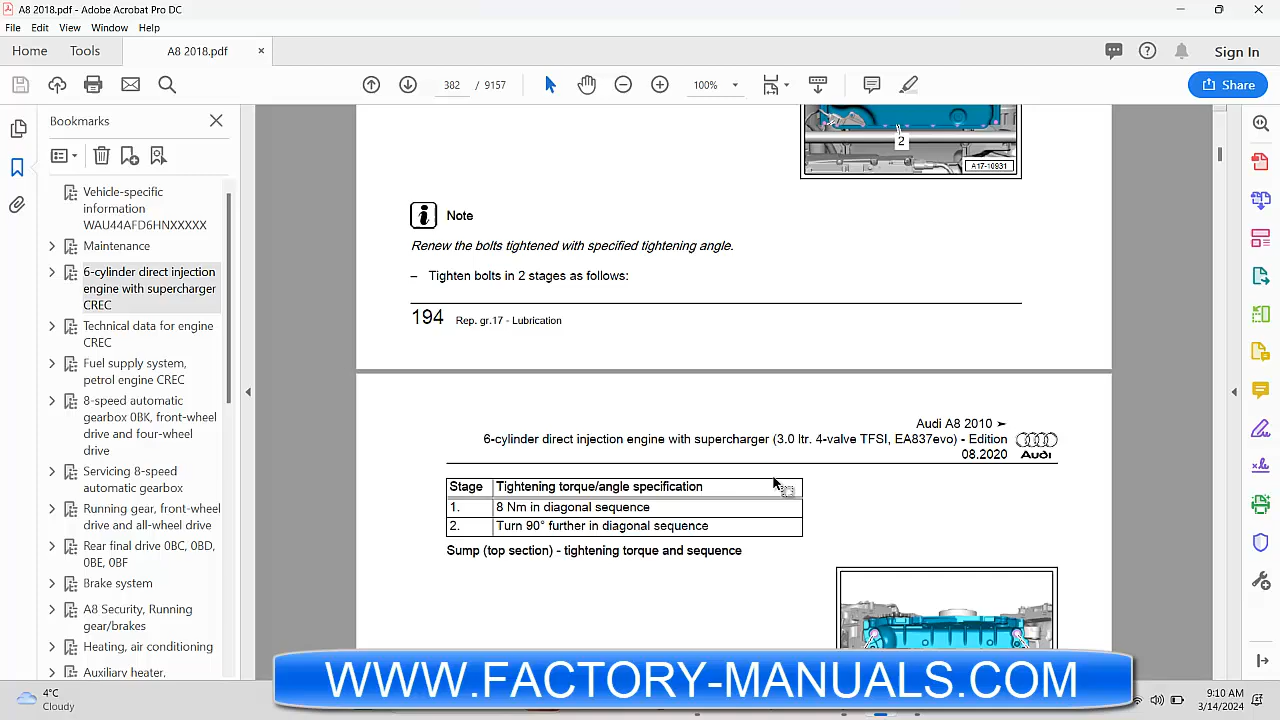 A8 2018.pdf - Adobe Acrobat Pro DC
File Edit View Window Help
Home Tools A8 2018.pdf × Sign In
382 / 9157 100% Share
Bookmarks
Vehicle-specific
information
WAU44AFD6HNXXXXX
Maintenance
6-cylinder direct injection
engine with supercharger
CREC
Technical data for engine
CREC
Fuel supply system,
petrol engine CREC
8-speed automatic
gearbox 0BK, front-wheel
drive and four-wheel
drive
Servicing 8-speed
automatic gearbox
Running gear, front-wheel
drive and all-wheel drive
Rear final drive 0BC, 0BD,
0BE, 0BF
Brake system
A8 Security, Running
gear/brakes
Heating, air conditioning
Auxiliary heater,
2
A17-10931
Note
Renew the bolts tightened with specified tightening angle.
– Tighten bolts in 2 stages as follows:
194 Rep. gr.17 - Lubrication
Audi A8 2010 ➤
6-cylinder direct injection engine with supercharger (3.0 ltr. 4-valve TFSI, EA837evo) - Edition
08.2020
Audi
Stage Tightening torque/angle specification
1. 8 Nm in diagonal sequence
2. Turn 90° further in diagonal sequence
Sump (top section) - tightening torque and sequence
WWW.FACTORY-MANUALS.COM
4°C
Cloudy
9:10 AM
3/14/2024